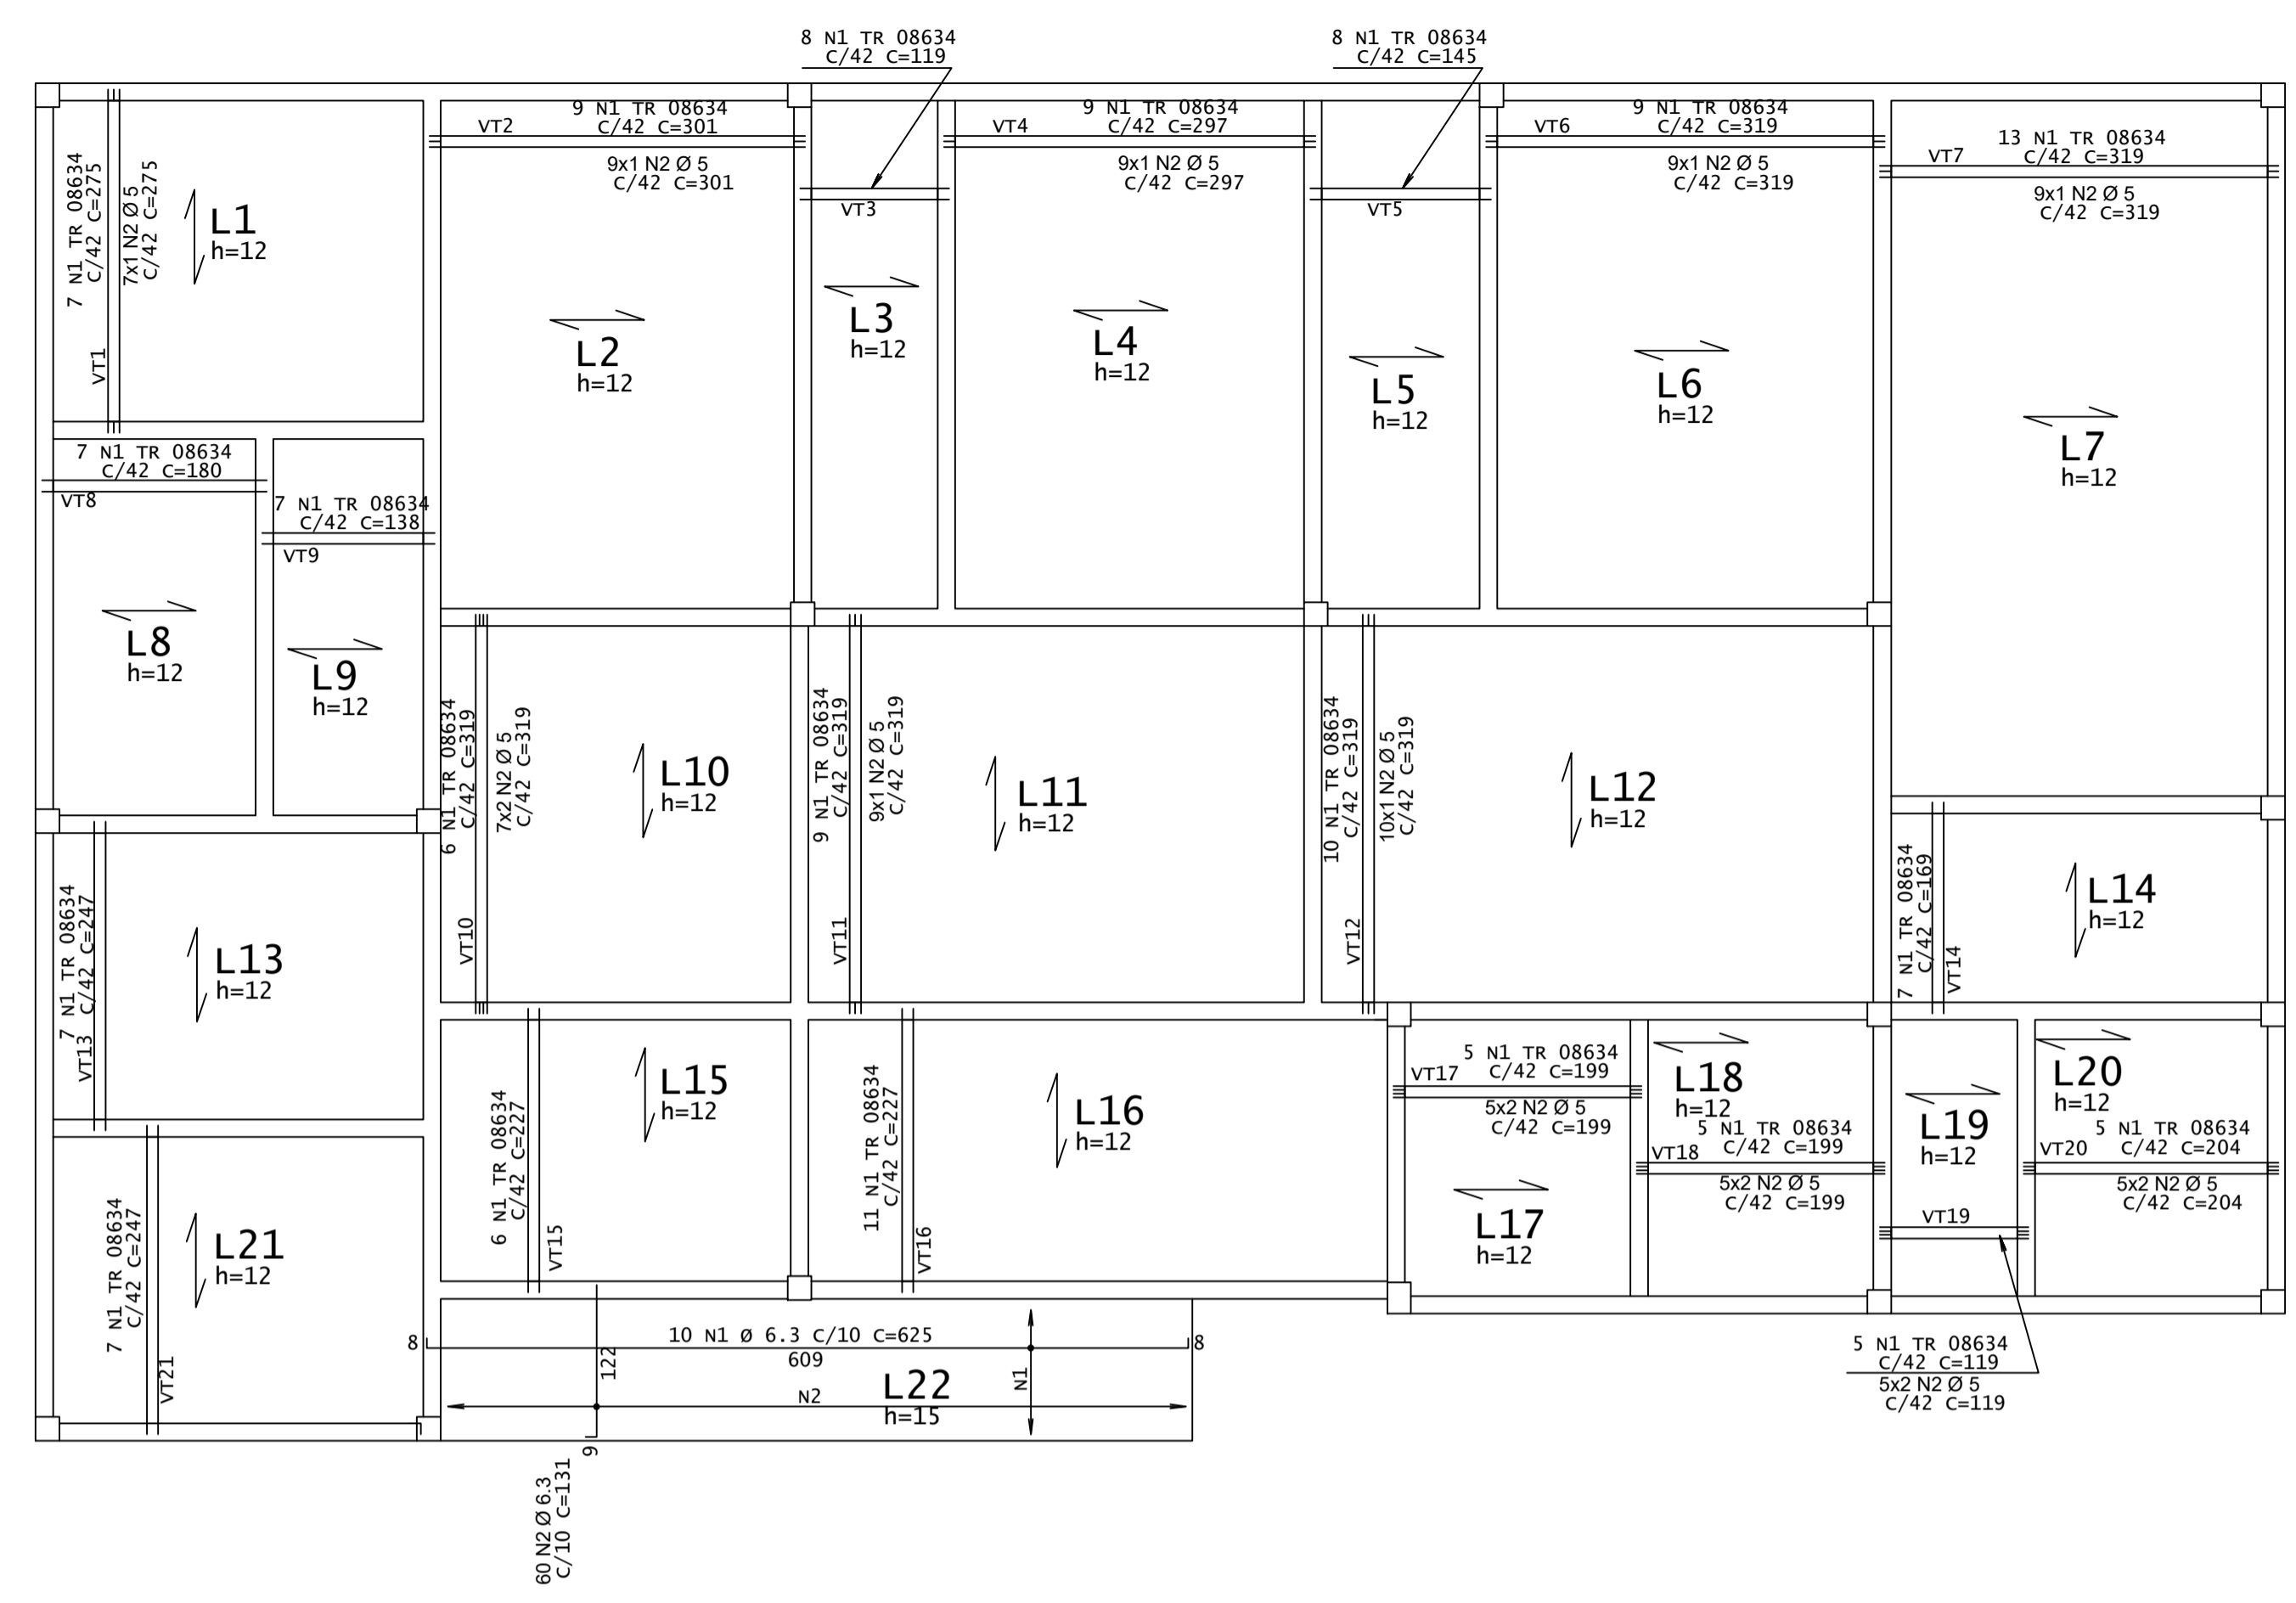 8 N1 TR 08634
C/42 C=119
8 N1 TR 08634
C/42 C=145
7 N1 TR 08634
C/42 C=275
7x1 N2 Ø 5
C/42 C=275
VT1
L1
h=12
VT2
9 N1 TR 08634
C/42 C=301
9x1 N2 Ø 5
C/42 C=301
L2
h=12
VT3
L3
h=12
VT4
9 N1 TR 08634
C/42 C=297
9x1 N2 Ø 5
C/42 C=297
L4
h=12
VT5
L5
h=12
VT6
9 N1 TR 08634
C/42 C=319
9x1 N2 Ø 5
C/42 C=319
L6
h=12
VT7
13 N1 TR 08634
C/42 C=319
9x1 N2 Ø 5
C/42 C=319
L7
h=12
7 N1 TR 08634
C/42 C=180
VT8
L8
h=12
7 N1 TR 08634
C/42 C=138
VT9
L9
h=12
6 N1 TR 08634
C/42 C=319
7x2 N2 Ø 5
C/42 C=319
VT10
L10
h=12
9 N1 TR 08634
C/42 C=319
9x1 N2 Ø 5
C/42 C=319
VT11
L11
h=12
10 N1 TR 08634
C/42 C=319
10x1 N2 Ø 5
C/42 C=319
VT12
L12
h=12
7 N1 TR 08634
C/42 C=247
VT13
L13
h=12
7 N1 TR 08634
C/42 C=169
VT14
L14
h=12
6 N1 TR 08634
C/42 C=227
VT15
L15
h=12
11 N1 TR 08634
C/42 C=227
VT16
L16
h=12
VT17
5 N1 TR 08634
C/42 C=199
5x2 N2 Ø 5
C/42 C=199
L17
h=12
L18
h=12
5 N1 TR 08634
C/42 C=199
VT18
5x2 N2 Ø 5
C/42 C=199
L19
h=12
VT19
L20
h=12
5 N1 TR 08634
C/42 C=204
VT20
5x2 N2 Ø 5
C/42 C=204
7 N1 TR 08634
C/42 C=247
VT21
L21
h=12
8
10 N1 Ø 6.3 C/10 C=625
8
609
122
N2
L22
h=15
N1
9
60 N2 Ø 6.3
C/10 C=131
5 N1 TR 08634
C/42 C=119
5x2 N2 Ø 5
C/42 C=119